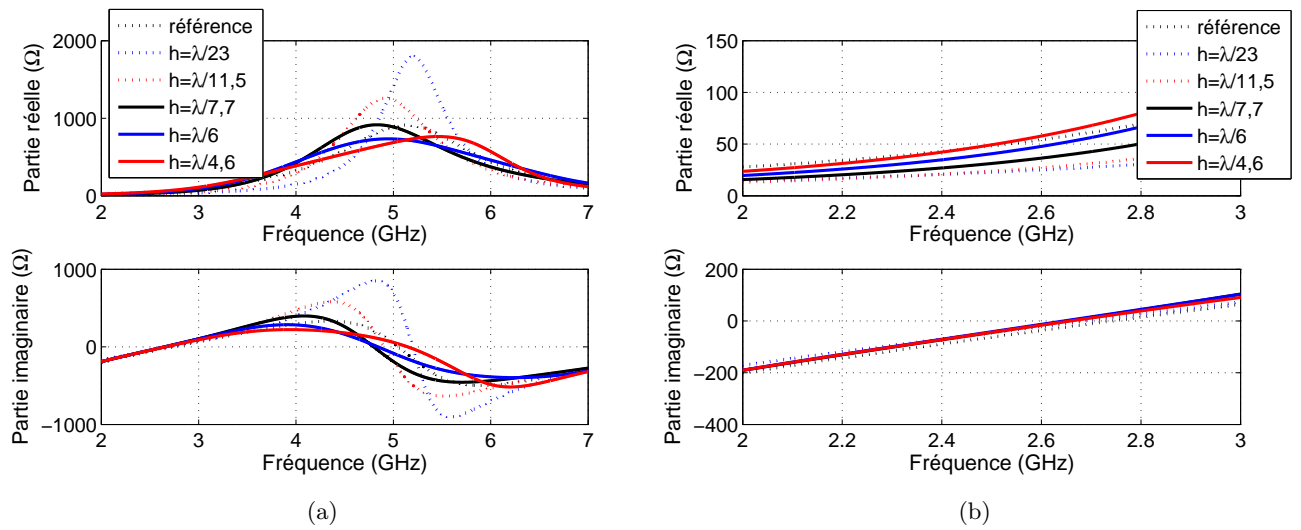 référence
h=λ/23
h=λ/11,5
h=λ/7,7
h=λ/6
h=λ/4,6
Partie réelle (Ω)
2000
1000
0
2 3 4 5 6 7
Fréquence (GHz)
Partie imaginaire (Ω)
1000
0
−1000
2 3 4 5 6 7
Fréquence (GHz)
(a)
référence
h=λ/23
h=λ/11,5
h=λ/7,7
h=λ/6
h=λ/4,6
Partie réelle (Ω)
150
100
50
0
2 2.2 2.4 2.6 2.8 3
Fréquence (GHz)
Partie imaginaire (Ω)
200
0
−200
−400
2 2.2 2.4 2.6 2.8 3
Fréquence (GHz)
(b)